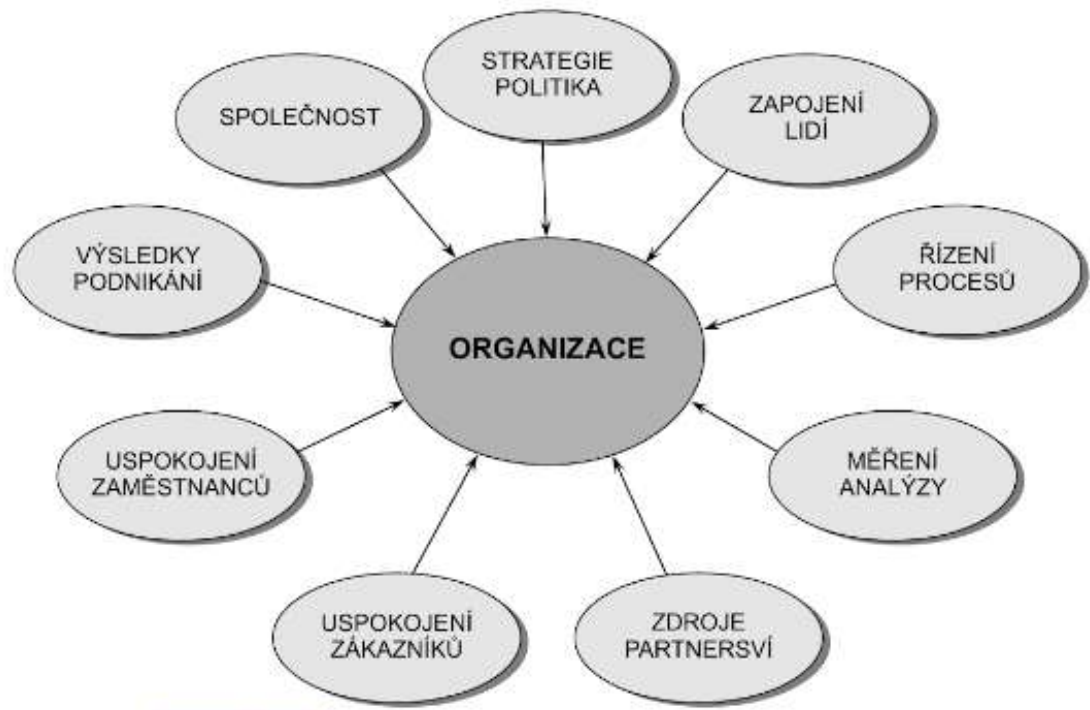 STRATEGIE
POLITIKA
SPOLEČNOST
ZAPOJENÍ
LIDÍ
VÝSLEDKY
PODNIKÁNÍ
ŘÍZENÍ
PROCESŮ
ORGANIZACE
USPOKOJENÍ
ZAMĚSTNANCŮ
MĚŘENÍ
ANALÝZY
USPOKOJENÍ
ZÁKAZNÍKŮ
ZDROJE
PARTNERSVÍ